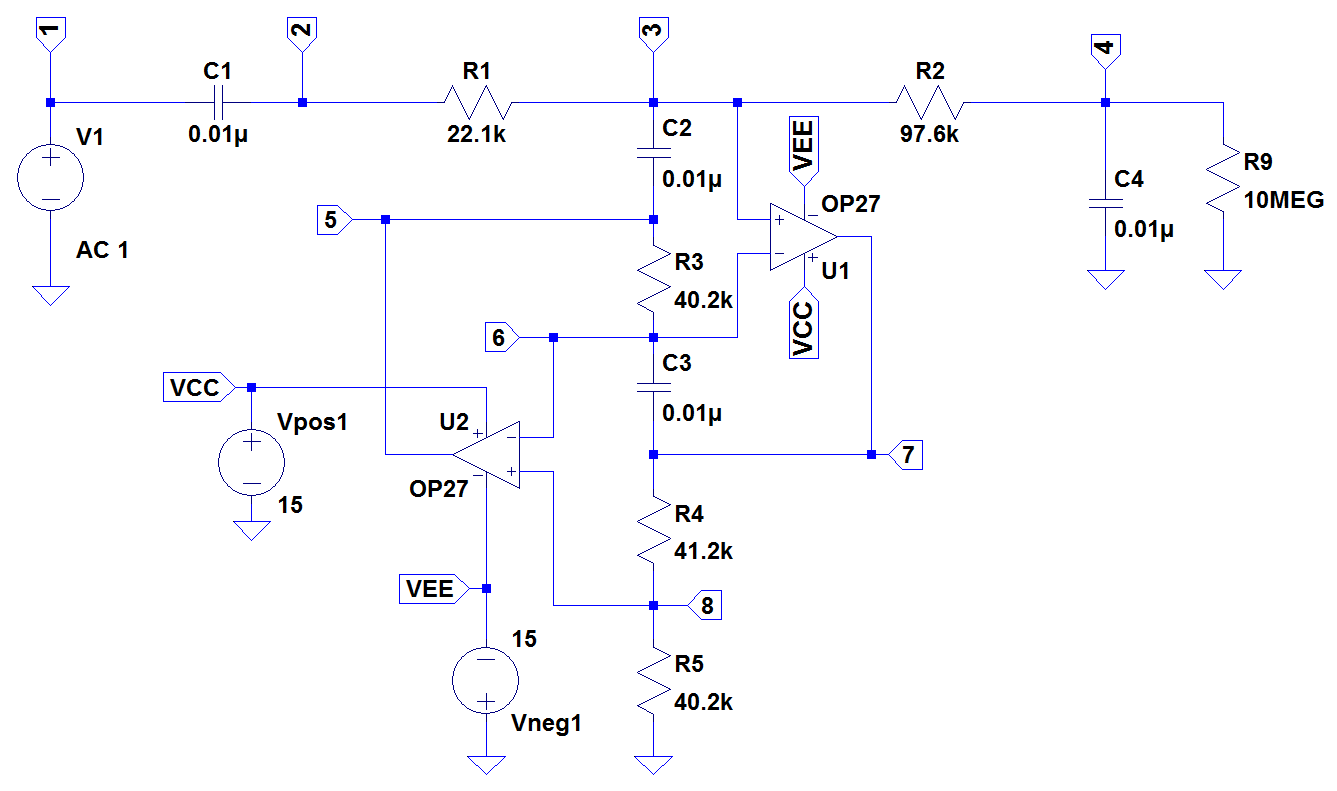 1
2
3
4
C1
R1
R2
0.01µ
22.1k
97.6k
V1
C2
VEE
R9
0.01µ
C4
10MEG
OP27
+
−
5
+
−
−
0.01µ
AC 1
R3
+
U1
40.2k
VCC
6
C3
VCC
0.01µ
Vpos1
U2
+
−
+
−
7
+
−
OP27
15
R4
41.2k
VEE
8
15
R5
−
+
40.2k
Vneg1